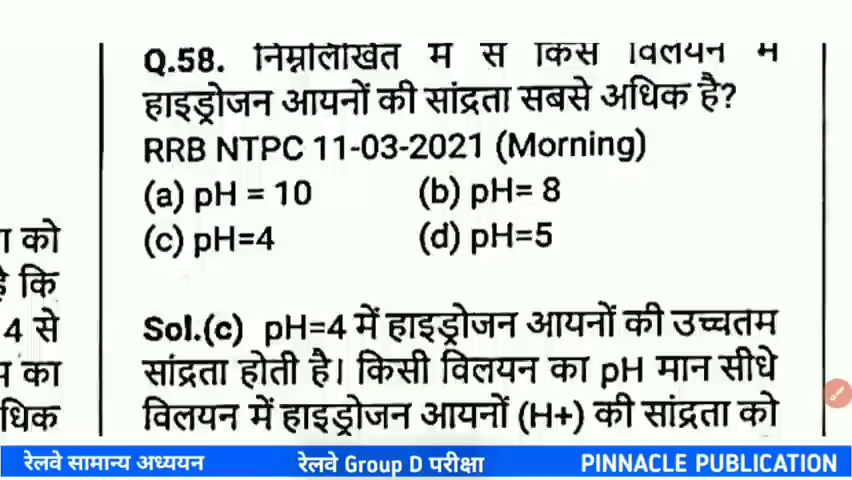 Q.58. निम्नलिखित में से किस विलयन में
हाइड्रोजन आयनों की सांद्रता सबसे अधिक है?
RRB NTPC 11-03-2021 (Morning)
(a) pH = 10 (b) pH= 8
(c) pH=4 (d) pH=5
को
कि
4 से
का
Sol.(c) pH=4 में हाइड्रोजन आयनों की उच्चतम
सांद्रता होती है। किसी विलयन का pH मान सीधे
विलयन में हाइड्रोजन आयनों (H+) की सांद्रता को
रेलवे सामान्य अध्ययन रेलवे Group D परीक्षा PINNACLE PUBLICATION